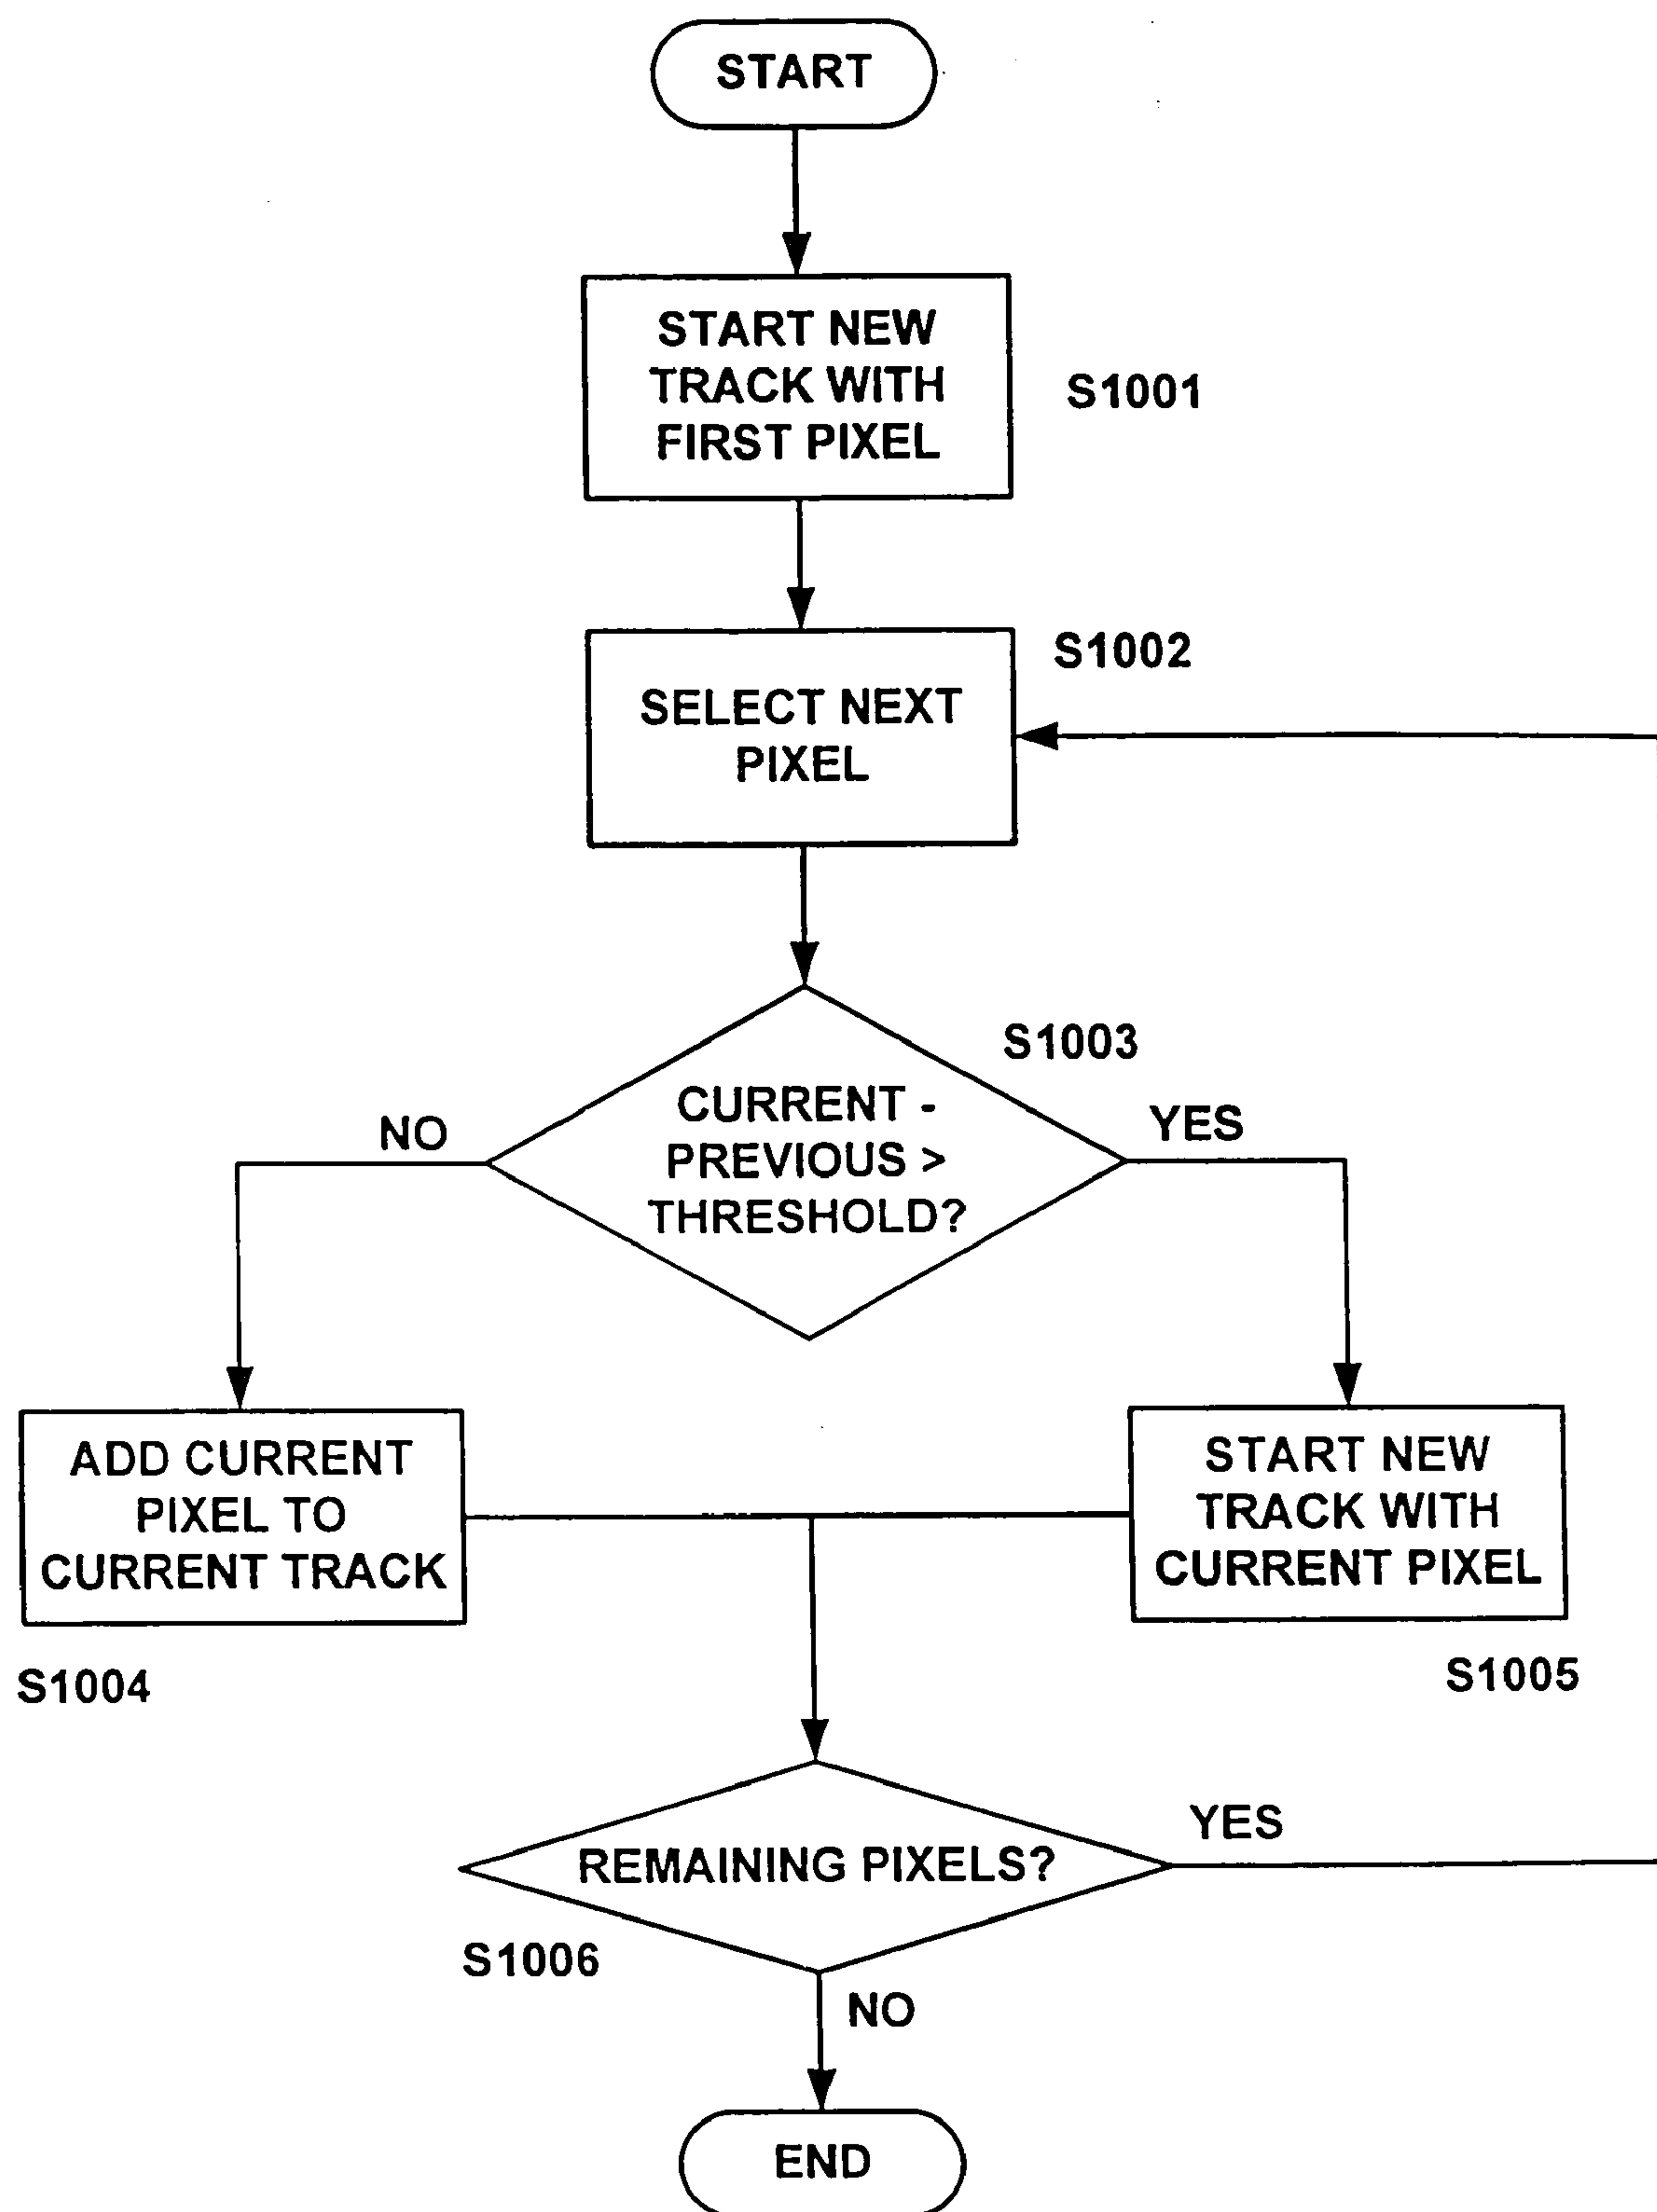 START
START NEW
TRACK WITH
FIRST PIXEL
S1001
S1002
SELECT NEXT
PIXEL
S1003
CURRENT -
PREVIOUS >
THRESHOLD?
NO
YES
ADD CURRENT
PIXEL TO
CURRENT TRACK
START NEW
TRACK WITH
CURRENT PIXEL
S1004
S1005
YES
REMAINING PIXELS?
S1006
NO
END